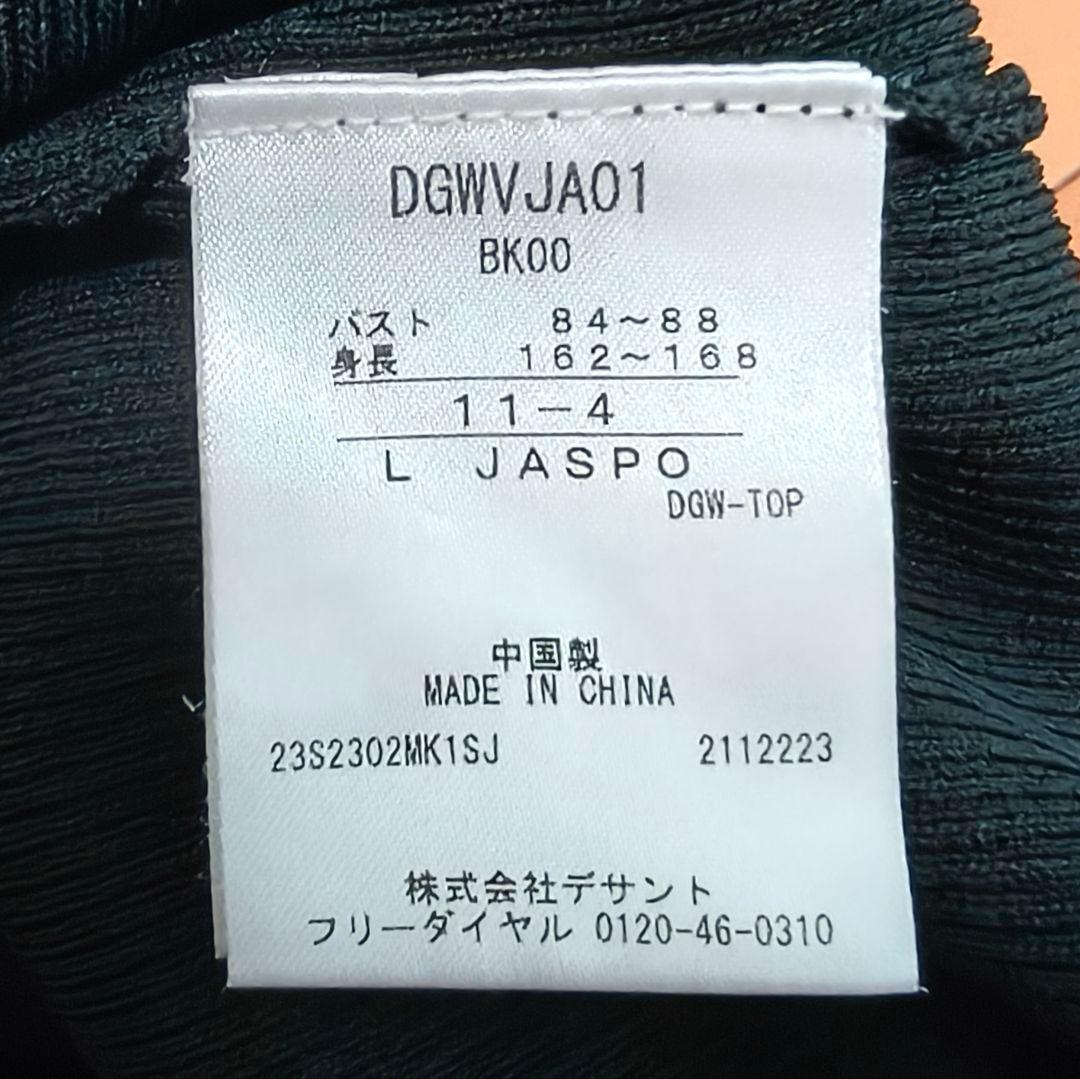 DGWVJA01
BK00
バスト 84~88
身長 162~168
11-4
L JASPO
DGW-TOP
中国製
MADE IN CHINA
23S2302MK1SJ 2112223
株式会社デサント
フリーダイヤル 0120-46-0310